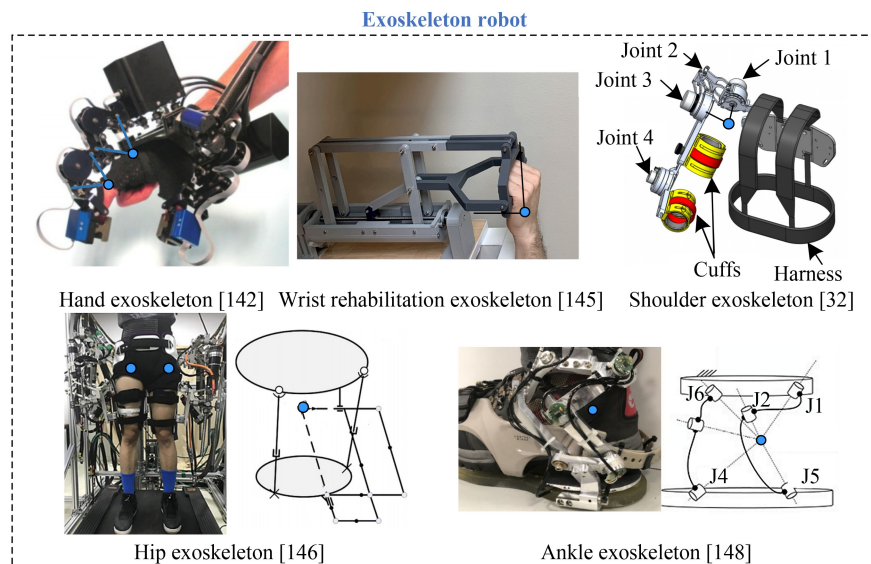 Exoskeleton robot
Joint 2
Joint 1
Joint 3
Joint 4
Cuffs
Harness
Hand exoskeleton [142]
Wrist rehabilitation exoskeleton [145]
Shoulder exoskeleton [32]
J6
J2
J1
J4
J5
Hip exoskeleton [146]
Ankle exoskeleton [148]